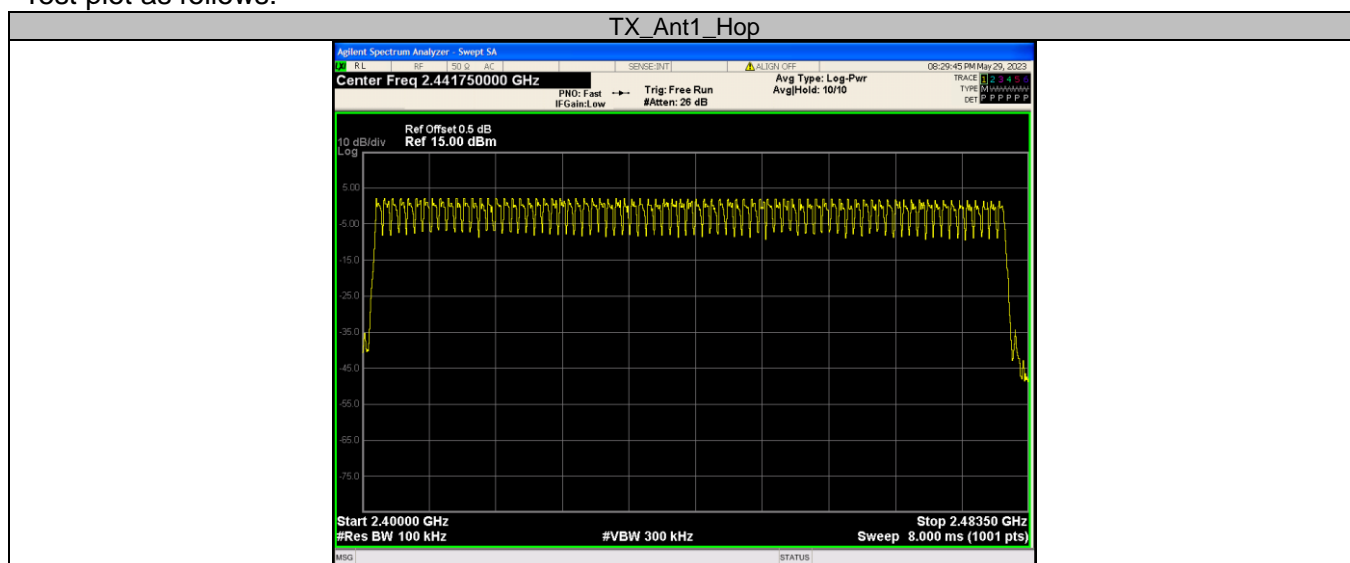 Test plot as follows:
TX_Ant1_Hop
Agilent Spectrum Analyzer - Swept SA
RL RF 50 Ω AC SENSE:INT ALIGN OFF 08:29:45 PM May 29, 2023
Center Freq 2.441750000 GHz
PNO: Fast Trig: Free Run Avg Type: Log-Pwr TRACE 1 2 3 4 5 6
IFGain:Low #Atten: 26 dB Avg|Hold: 10/10 TYPE M
DET P P P P P P
Ref Offset 0.5 dB
10 dB/div Ref 15.00 dBm
Log
5.00
-5.00
-15.0
-25.0
-35.0
-45.0
-55.0
-65.0
-75.0
Start 2.40000 GHz Stop 2.48350 GHz
#Res BW 100 kHz #VBW 300 kHz Sweep 8.000 ms (1001 pts)
MSG STATUS